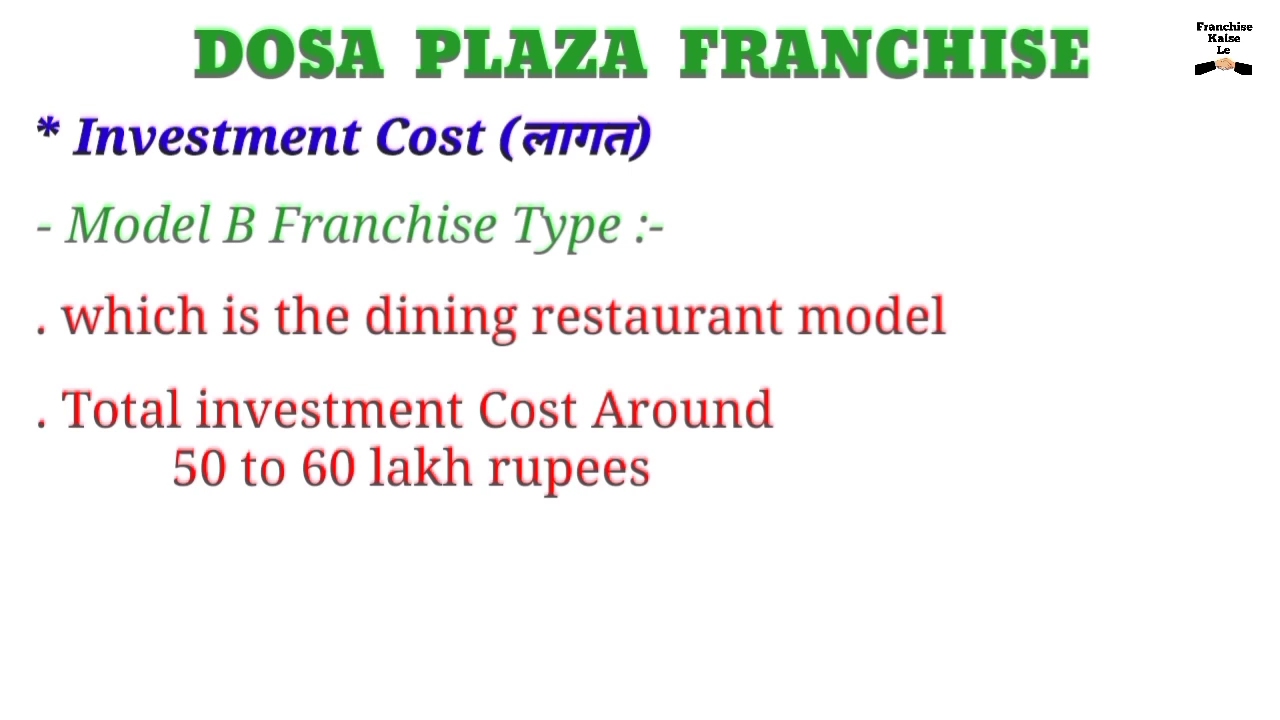 DOSA PLAZA FRANCHISE
Franchise
Kaise
Le
* Investment Cost (लागत)
- Model B Franchise Type :-
. which is the dining restaurant model
. Total investment Cost Around
50 to 60 lakh rupees